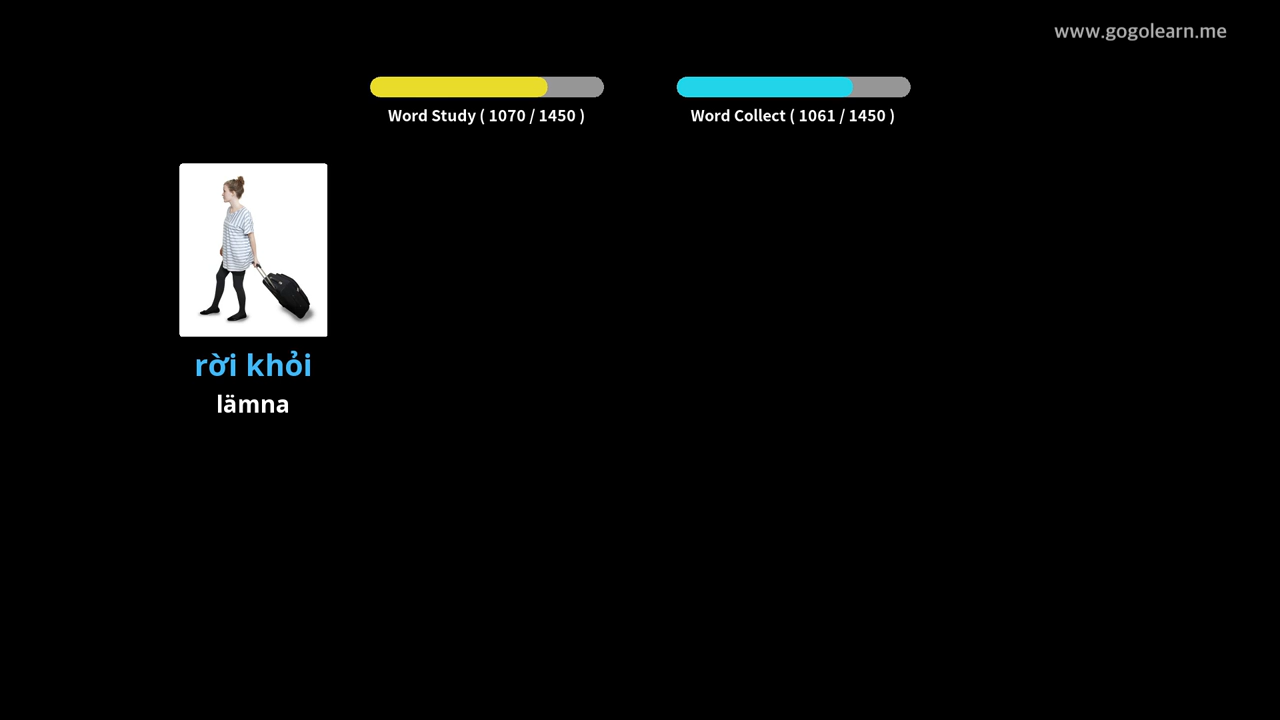 www.gogolearn.me
Word Study ( 1070 / 1450 )
Word Collect ( 1061 / 1450 )
rời khỏi
lämna